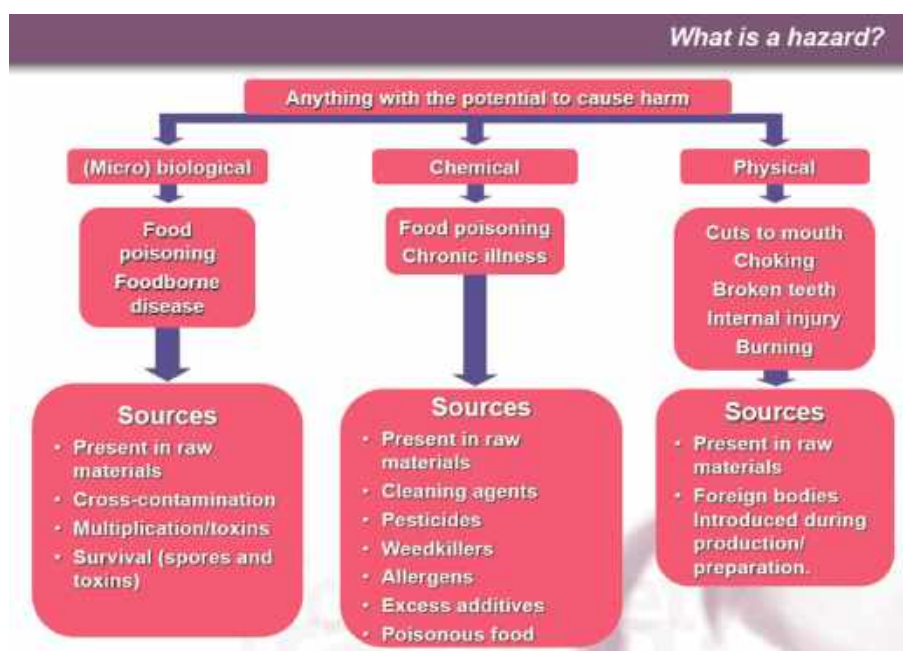 What is a hazard?
Anything with the potential to cause harm
(Micro) biological
Food
poisoning
Foodborne
disease
Sources
• Present in raw
materials
• Cross-contamination
• Multiplication/toxins
• Survival (spores and
toxins)
Chemical
Food poisoning
Chronic illness
Sources
• Present in raw
materials
• Cleaning agents
• Pesticides
• Weedkillers
• Allergens
• Excess additives
• Poisonous food
Physical
Cuts to mouth
Choking
Broken teeth
Internal injury
Burning
Sources
• Present in raw
materials
• Foreign bodies
Introduced during
production/
preparation.